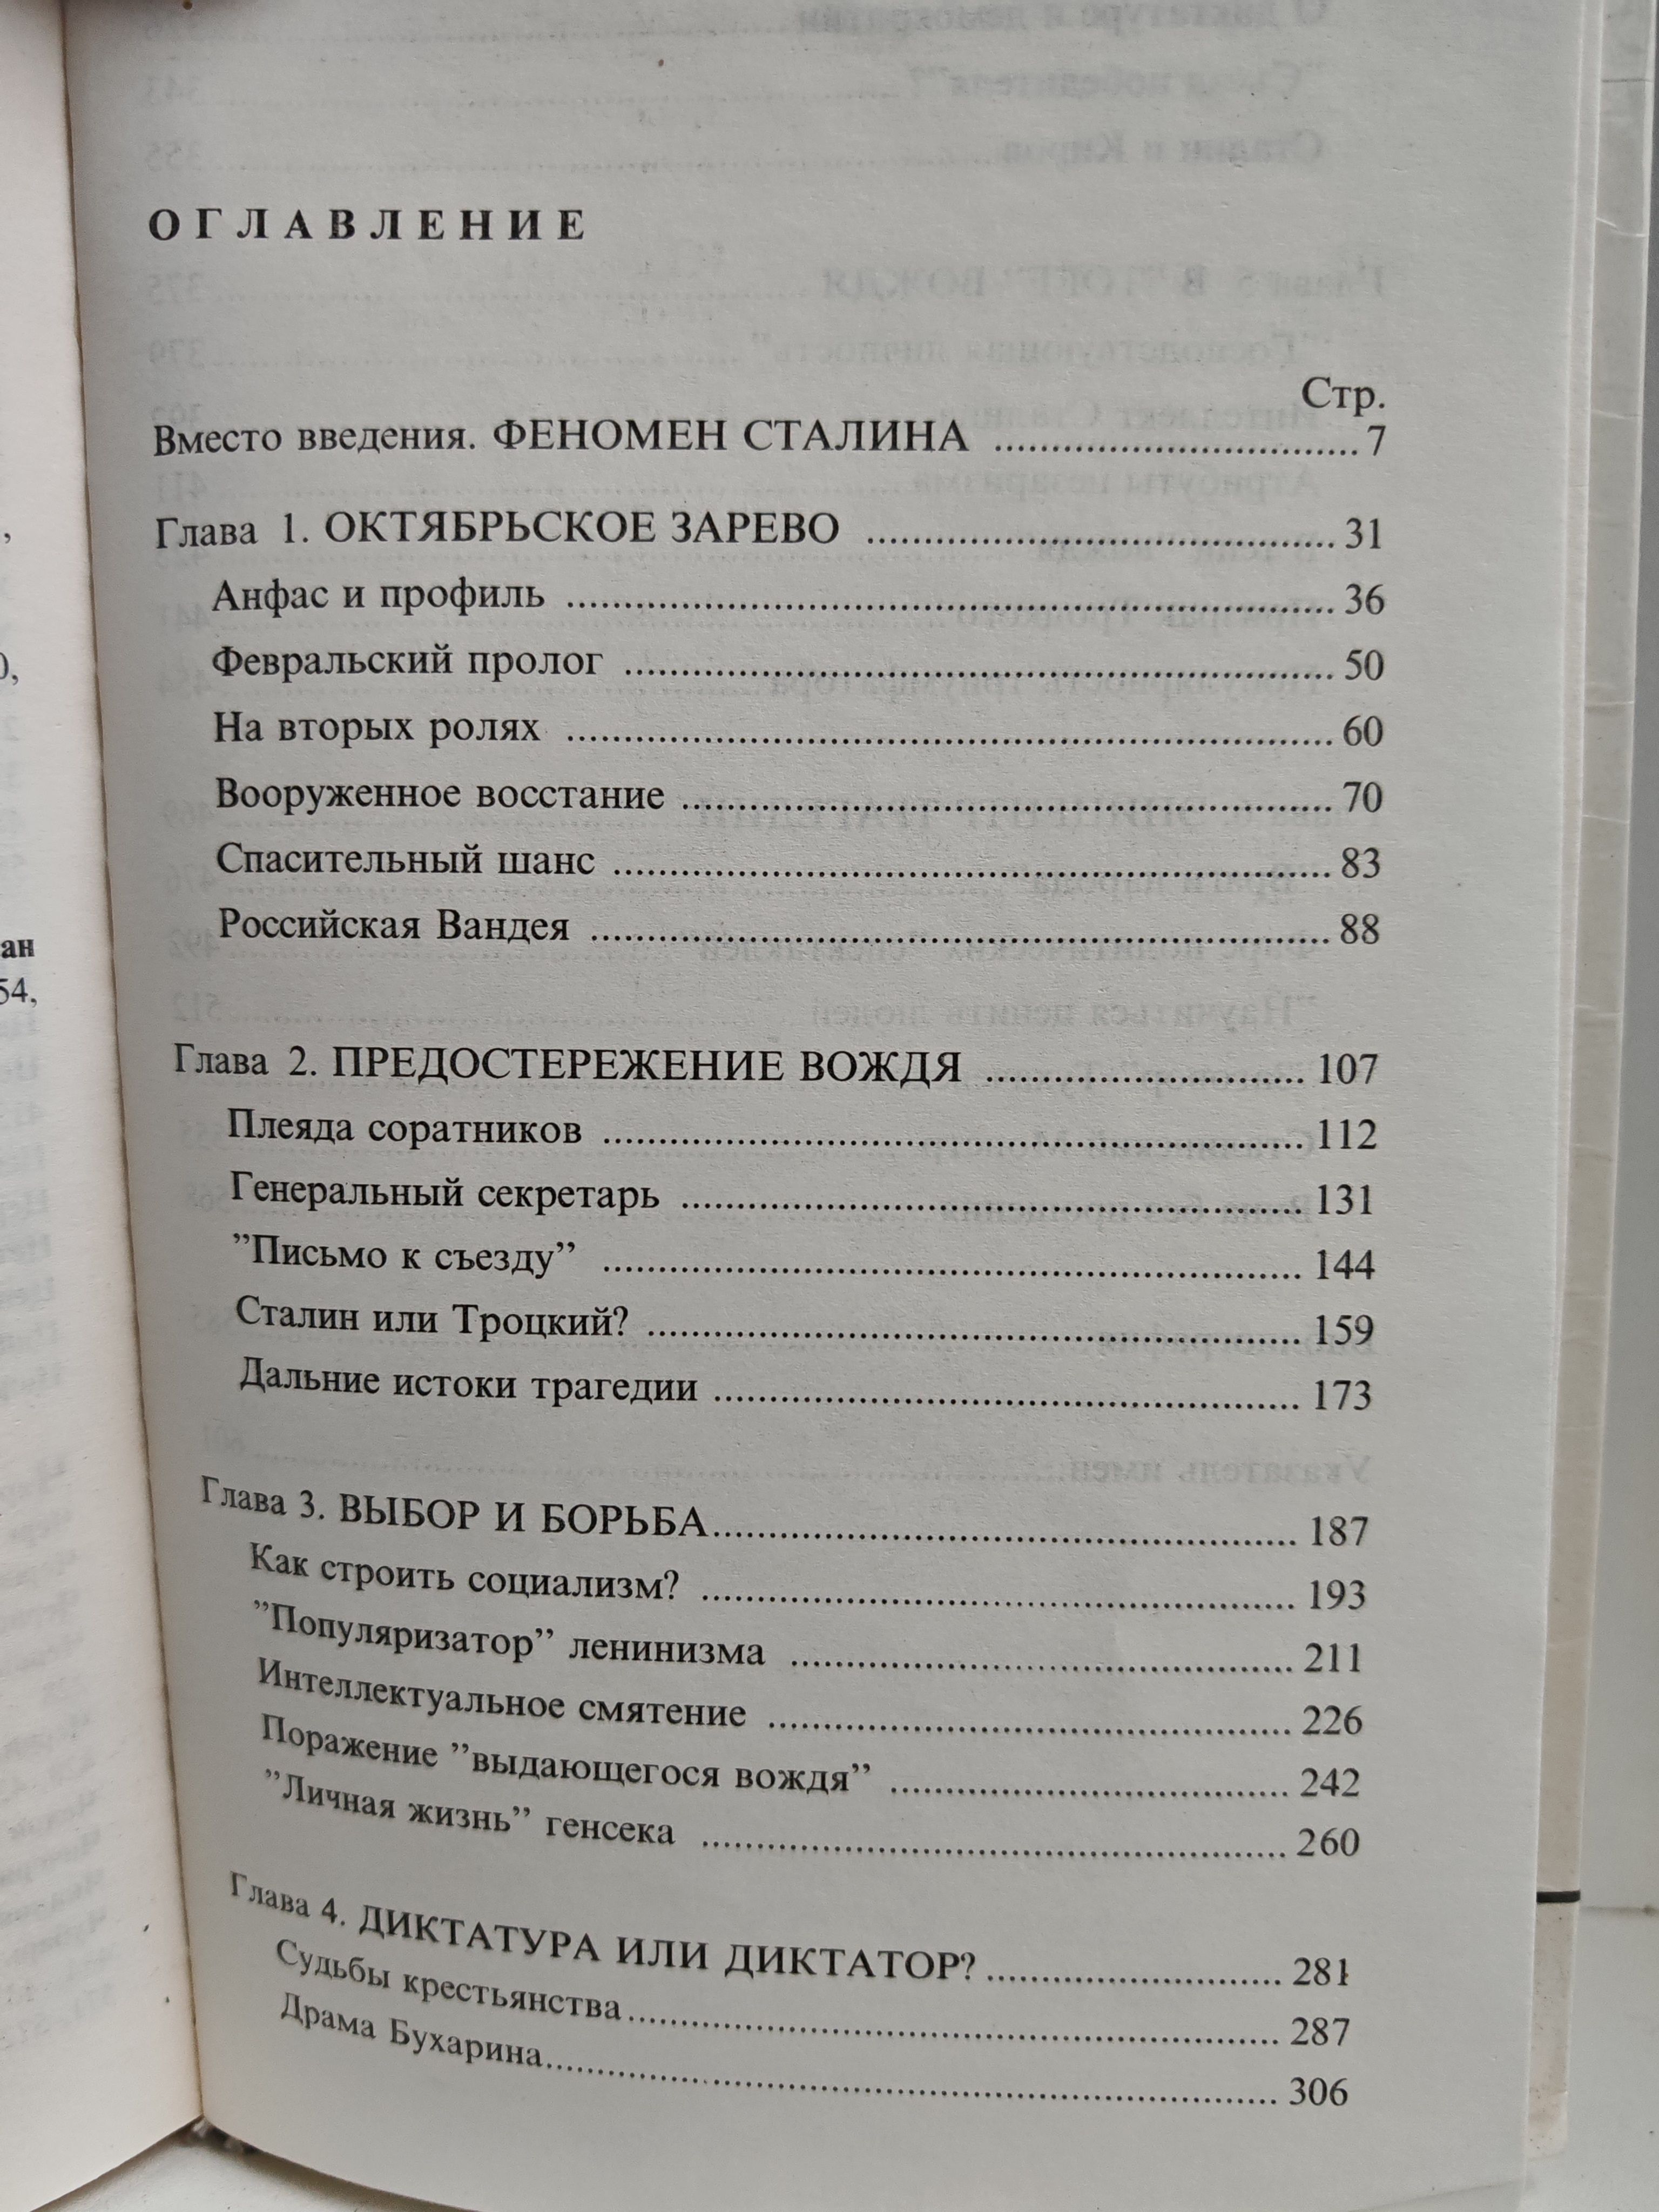 ОГЛАВЛЕНИЕ
Стр.
Вместо введения. ФЕНОМЕН СТАЛИНА ................................ 7
Глава 1. ОКТЯБРЬСКОЕ ЗАРЕВО ........................................ 31
Анфас и профиль ................................................................. 36
Февральский пролог ............................................................ 50
На вторых ролях ................................................................. 60
Вооруженное восстание ....................................................... 70
Спасительный шанс ............................................................. 83
Российская Вандея ............................................................... 88
Глава 2. ПРЕДОСТЕРЕЖЕНИЕ ВОЖДЯ ............................ 107
Плеяда соратников ............................................................ 112
Генеральный секретарь ..................................................... 131
”Письмо к съезду” ............................................................ 144
Сталин или Троцкий? ........................................................ 159
Дальние истоки трагедии .................................................. 173
Глава 3. ВЫБОР И БОРЬБА.................................................. 187
Как строить социализм? ................................................... 193
”Популяризатор” ленинизма ............................................ 211
Интеллектуальное смятение ............................................. 226
Поражение ”выдающегося вождя” .................................. 242
”Личная жизнь” генсека ................................................... 260
Глава 4. ДИКТАТУРА ИЛИ ДИКТАТОР? .......................... 281
Судьбы крестьянства......................................................... 287
Драма Бухарина................................................................. 306
ан
54,